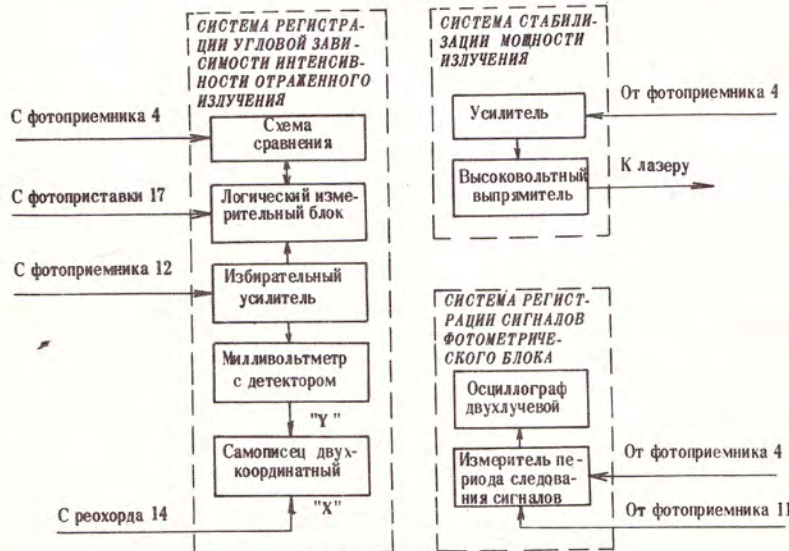 СИСТЕМА РЕГИСТРА-
ЦИИ УГЛОВОЙ ЗАВИ-
СИМОСТИ ИНТЕНСИВ-
НОСТИ ОТРАЖЕННОГО
ИЗЛУЧЕНИЯ
С фотоприемника 4
Схема
сравнения
С фотоприставки 17
Логический изме-
рительный блок
С фотоприемника 12
Избирательный
усилитель
Милливольтметр
с детектором
"Y"
Самописец двух-
координатный
"X"
С реохорда 14
СИСТЕМА СТАБИЛИ-
ЗАЦИИ МОЩНОСТИ
ИЗЛУЧЕНИЯ
От фотоприемника 4
Усилитель
Высоковольтный
выпрямитель
К лазеру
СИСТЕМА РЕГИСТ-
РАЦИИ СИГНАЛОВ
ФОТОМЕТРИЧЕ-
СКОГО БЛОКА
Осциллограф
двухлучевой
От фотоприемника 4
Измеритель пе-
риода следова-
ния сигналов
От фотоприемника 11